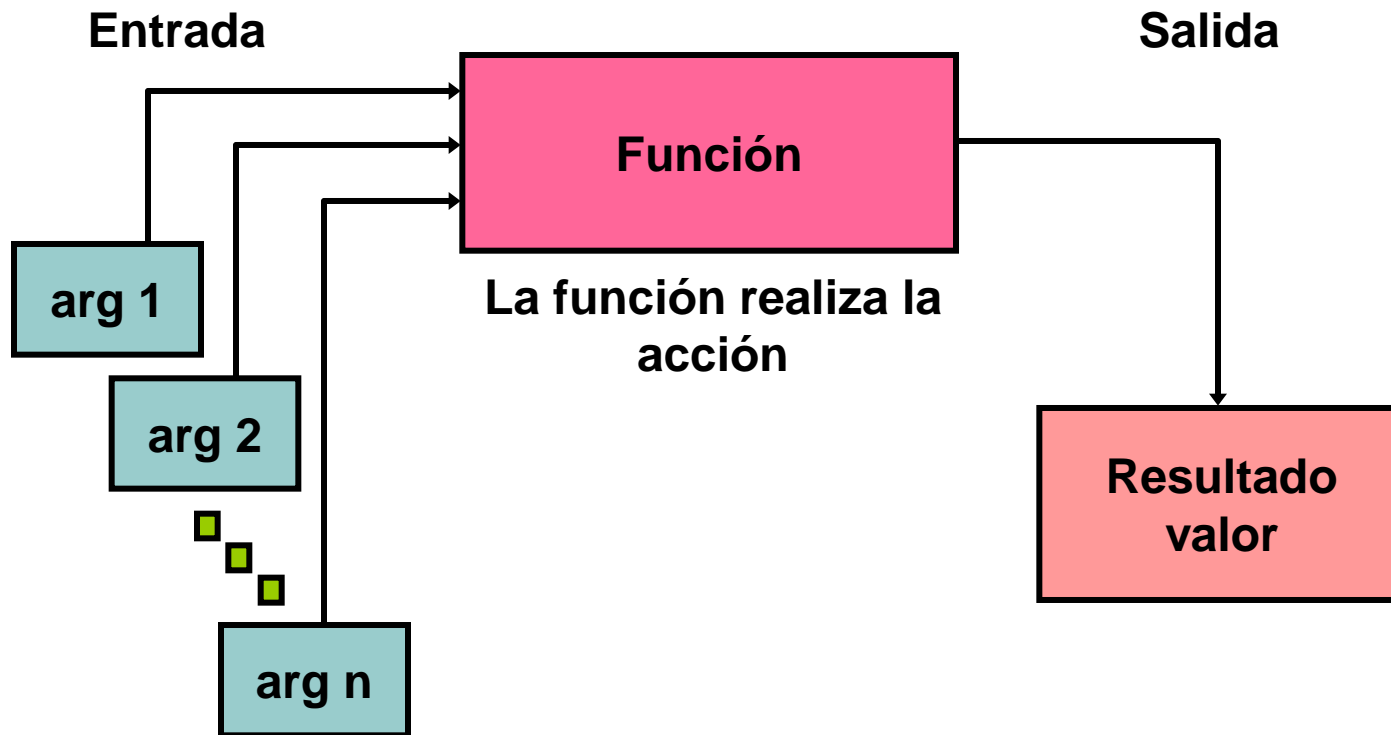 Entrada
Salida
Función
arg 1
La función realiza la
acción
arg 2
Resultado
valor
arg n